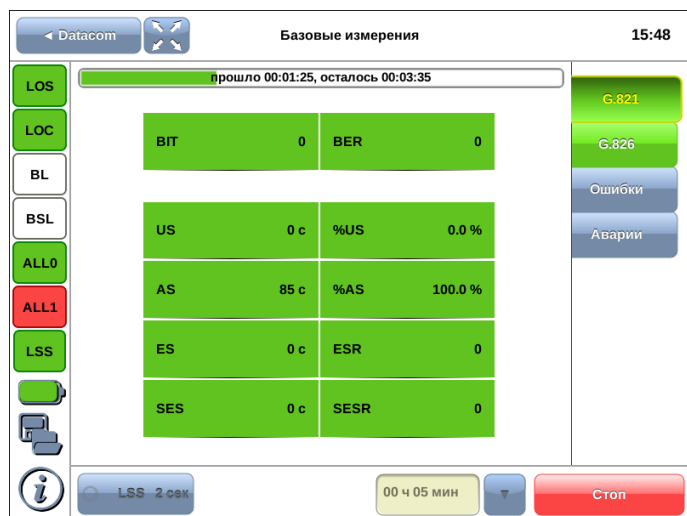 ◄ Datacom Базовые измерения 15:48
прошло 00:01:25, осталось 00:03:35
LOS
LOC
BL
BSL
ALL0
ALL1
LSS
BIT 0 BER 0
US 0 с %US 0.0 %
AS 85 с %AS 100.0 %
ES 0 с ESR 0
SES 0 с SESR 0
G.821
G.826
Ошибки
Аварии
i
LSS 2 сек 00 ч 05 мин ▼ Стоп